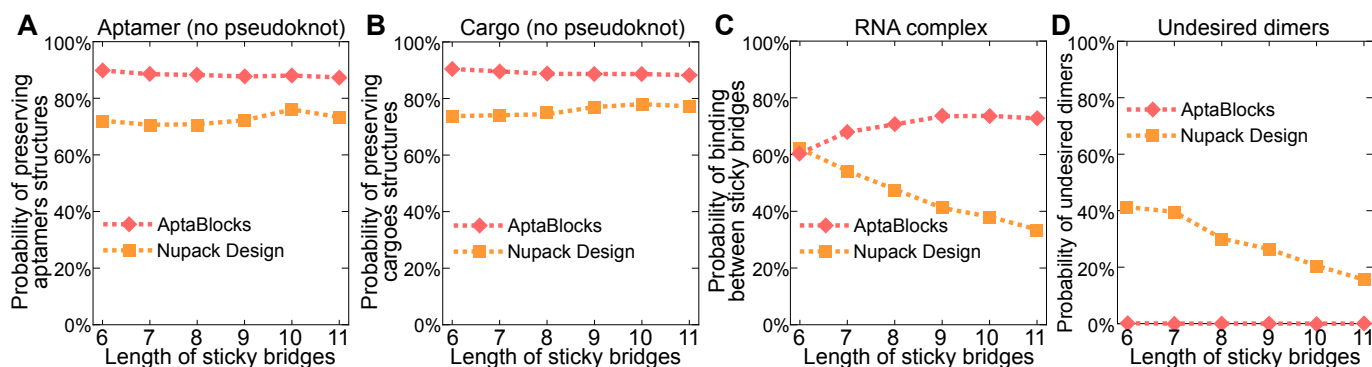 A Aptamer (no pseudoknot)
Probability of preserving
aptamers structures
100%
80%
60%
40%
20%
0%
AptaBlocks
Nupack Design
6 7 8 9 10 11
Length of sticky bridges
B Cargo (no pseudoknot)
Probability of preserving
cargoes structures
100%
80%
60%
40%
20%
0%
AptaBlocks
Nupack Design
6 7 8 9 10 11
Length of sticky bridges
C RNA complex
Probability of binding
between sticky bridges
100%
80%
60%
40%
20%
0%
AptaBlocks
Nupack Design
6 7 8 9 10 11
Length of sticky bridges
D Undesired dimers
Probability of undesired dimers
100%
80%
60%
40%
20%
0%
AptaBlocks
Nupack Design
6 7 8 9 10 11
Length of sticky bridges